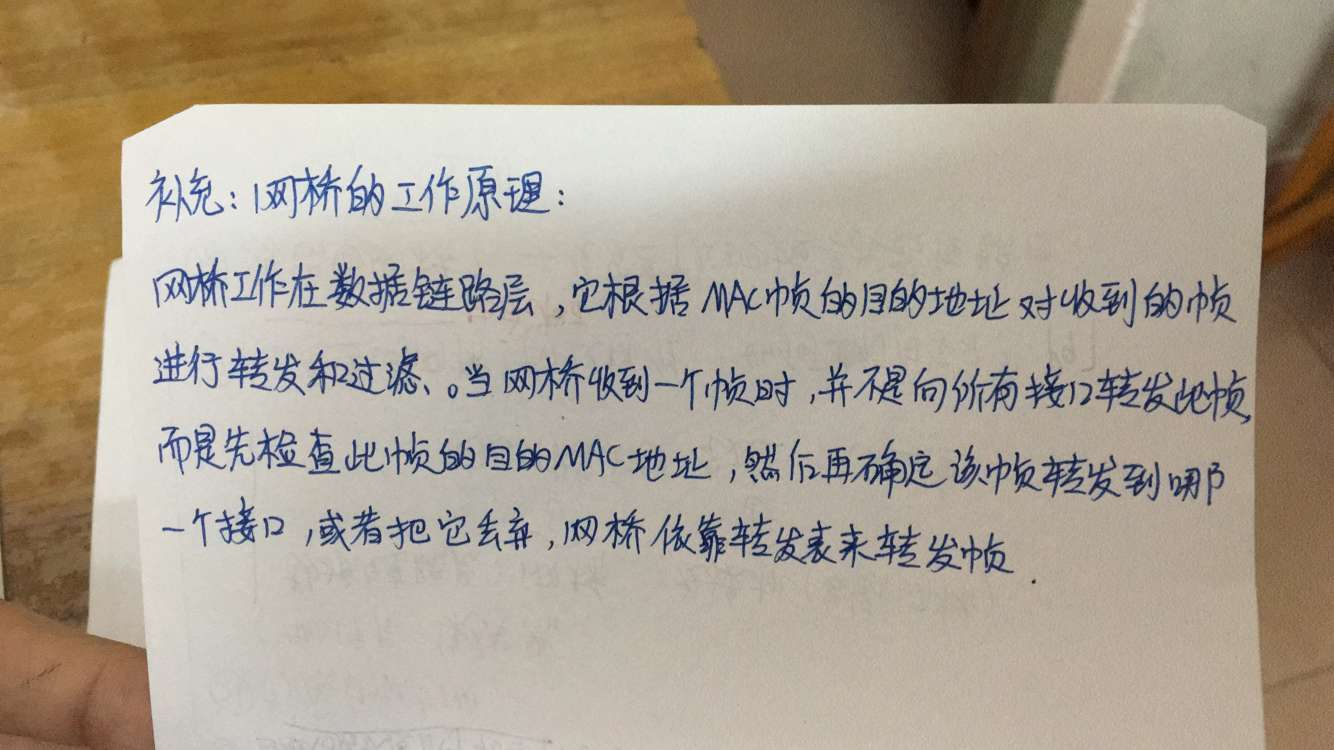 补充:网桥的工作原理:
网桥工作在数据链路层,它根据MAC帧的目的地址对收到的帧
进行转发和过滤、。当网桥收到一个帧时,并不是向所有接口转发此帧,
而是先检查此帧的目的MAC地址,然后再确定该帧转发到哪
一个接口,或者把它丢弃,网桥依靠转发表来转发帧.